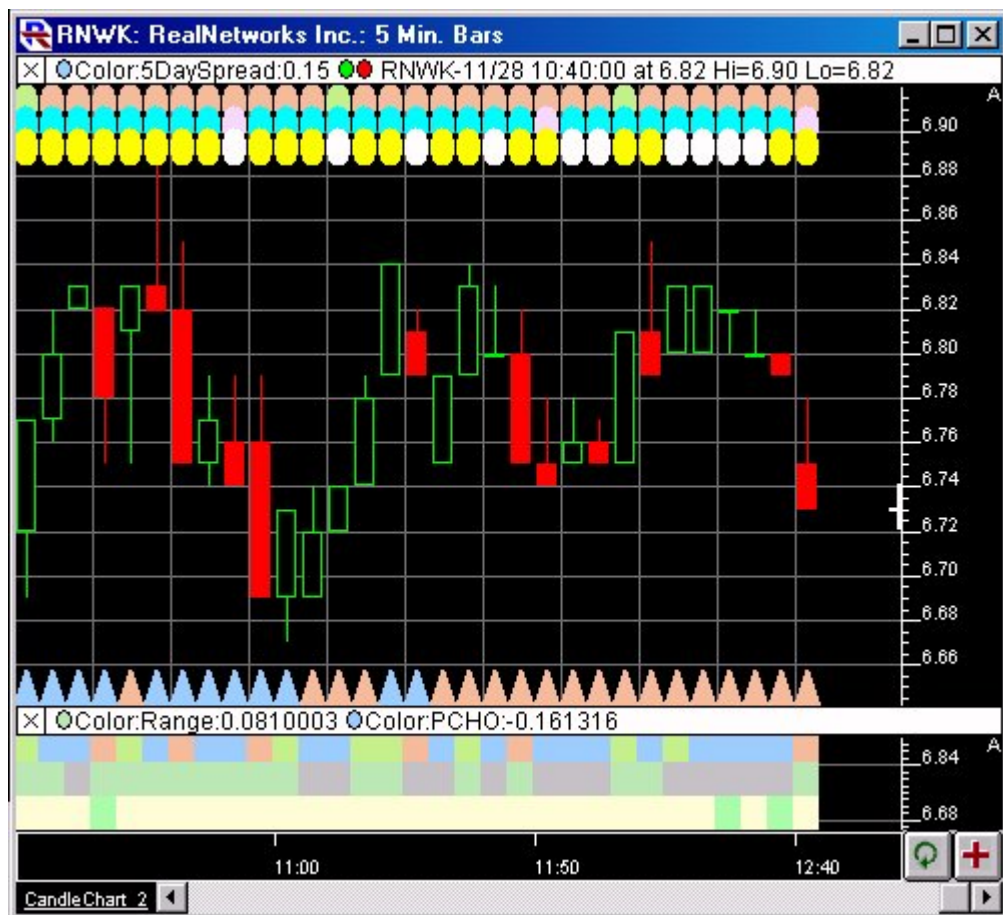 RNWK: RealNetworks Inc.: 5 Min. Bars
Color:5DaySpread:0.15 RNWK-11/28 10:40:00 at 6.82 Hi=6.90 Lo=6.82
A
6.90
6.88
6.86
6.84
6.82
6.80
6.78
6.76
6.74
6.72
6.70
6.68
6.66
Color:Range:0.0810003 Color:PCHO:-0.161316
A
6.84
6.68
11:00 11:50 12:40
CandleChart_2